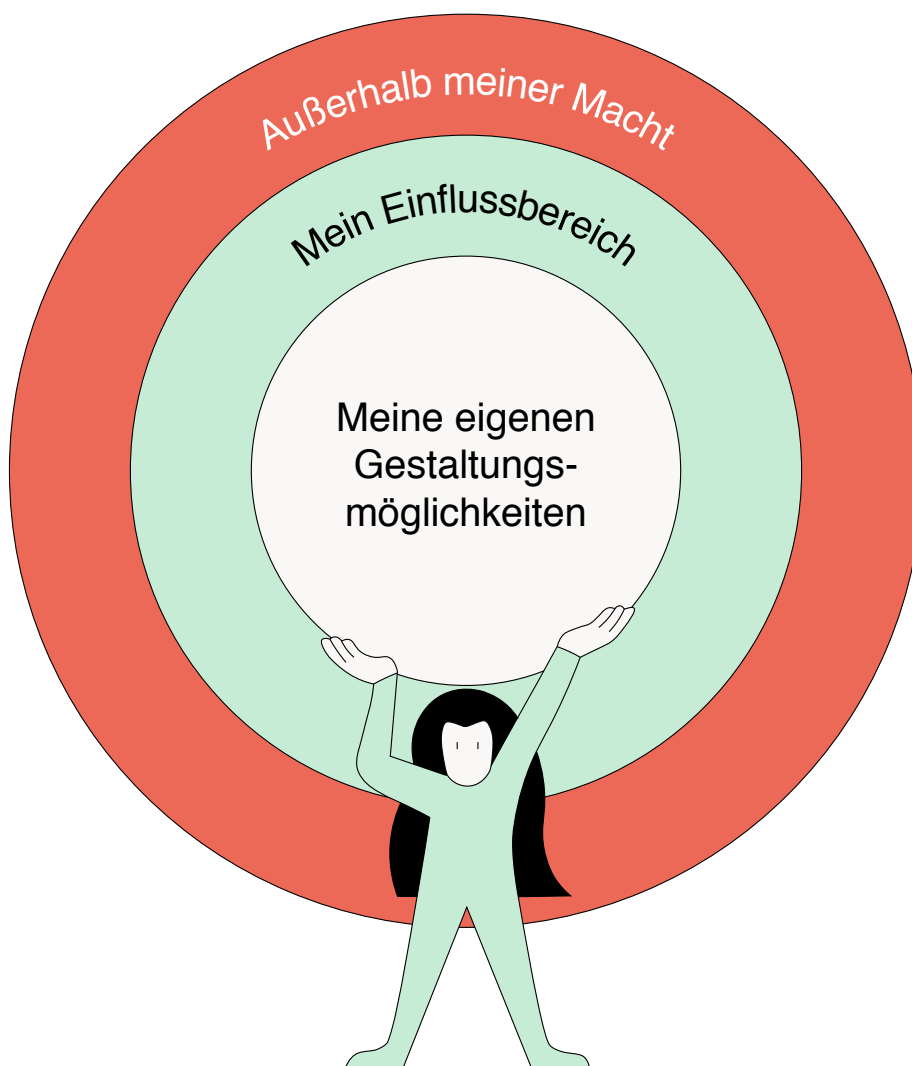 Außerhalb meiner Macht
Mein Einflussbereich
Meine eigenen
Gestaltungs-
möglichkeiten